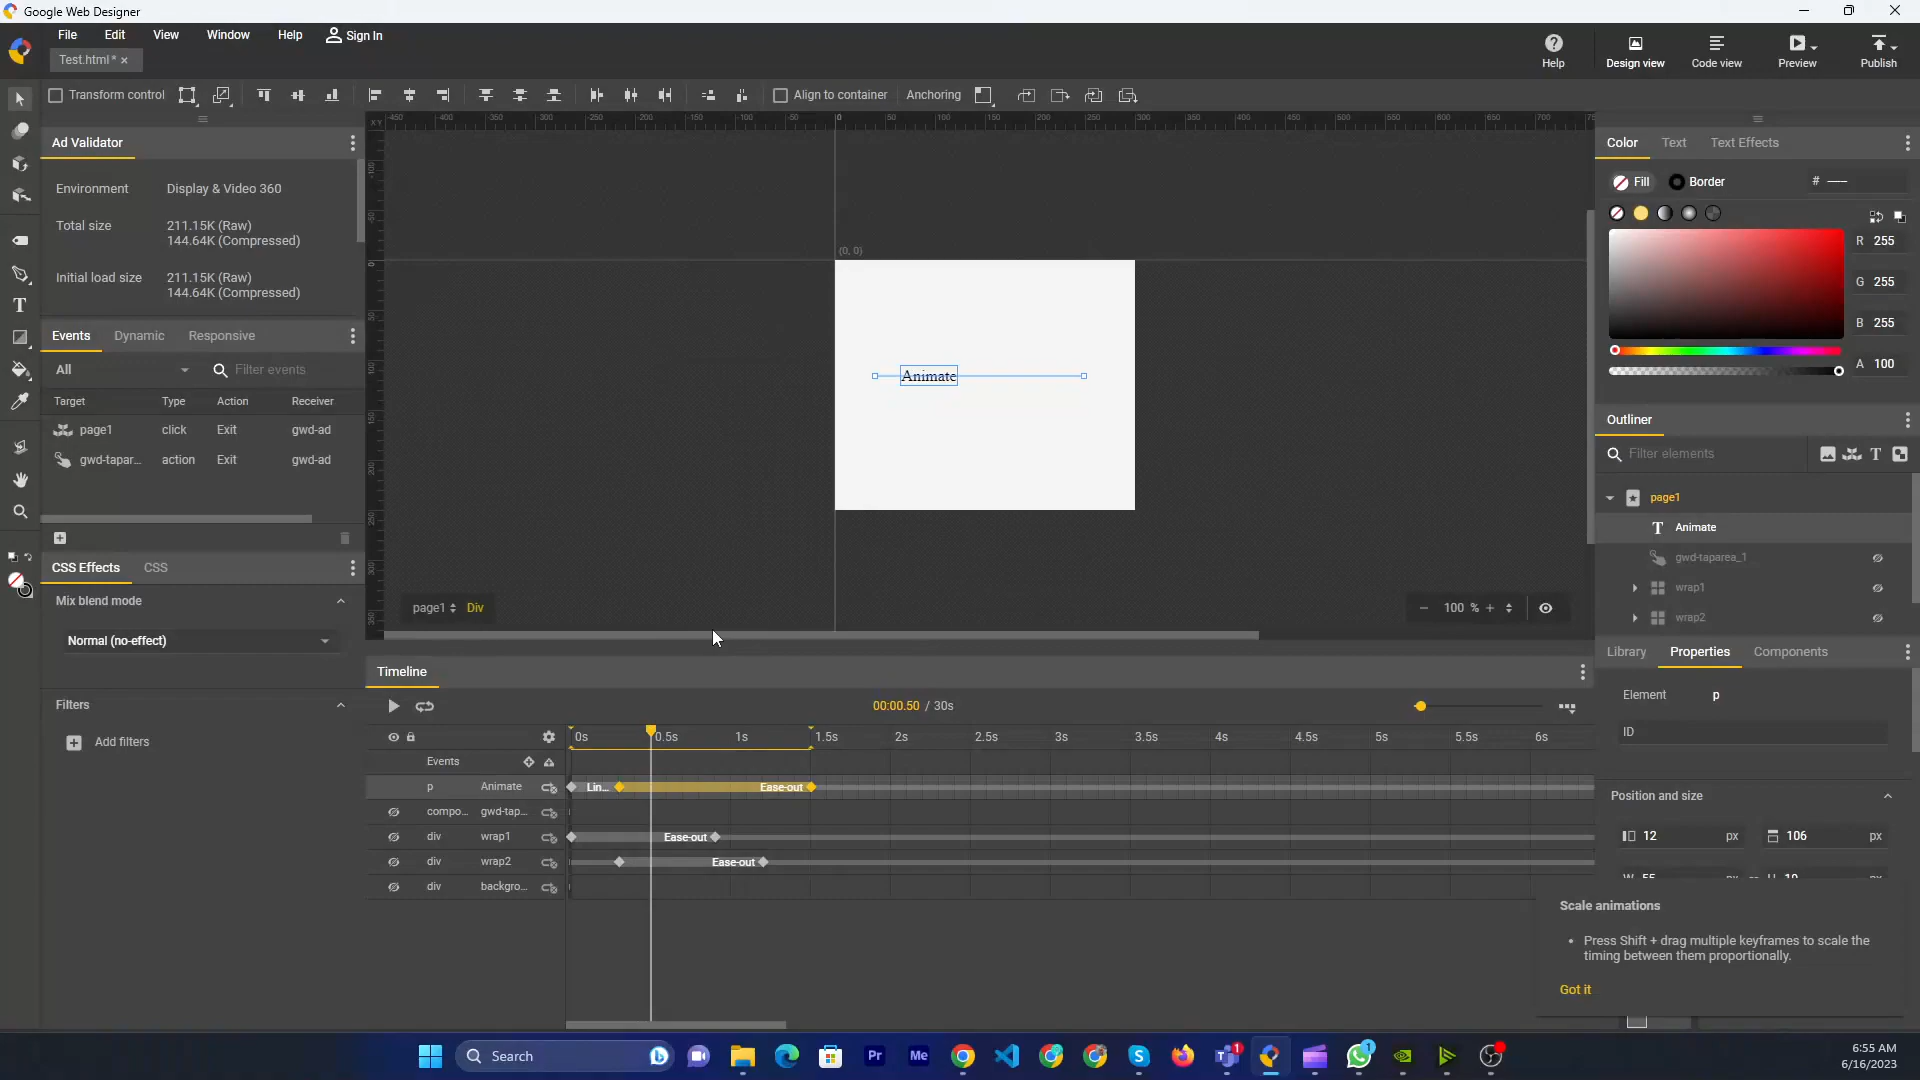 Google Web Designer
File Edit View Window Help Sign In
Test.html* ×
Help Design view Code view Preview Publish
Transform control Align to container Anchoring
Ad Validator
Environment Display & Video 360
Total size 211.15K (Raw)
144.64K (Compressed)
Initial load size 211.15K (Raw)
144.64K (Compressed)
Events Dynamic Responsive
All Filter events
Target Type Action Receiver
page1 click Exit gwd-ad
gwd-tapar... action Exit gwd-ad
CSS Effects CSS
Mix blend mode
Normal (no-effect)
Filters
Add filters
(0, 0)
Animate
page1 Div
100 %
Color Text Text Effects
Fill Border #
R 255
G 255
B 255
A 100
Outliner
Filter elements
page1
T Animate
gwd-taparea_1
wrap1
wrap2
Library Properties Components
Element p
ID
Position and size
12 px 106 px
W 55 px H 19 px
Scale animations
• Press Shift + drag multiple keyframes to scale the
timing between them proportionally.
Got it
Timeline
00:00.50 / 30s
0s 0.5s 1s 1.5s 2s 2.5s 3s 3.5s 4s 4.5s 5s 5.5s 6s
Events
p Animate Lin... Ease-out
compo... gwd-tap...
div wrap1 Ease-out
div wrap2 Ease-out
div backgro...
Search
Pr Me
6:55 AM
6/16/2023